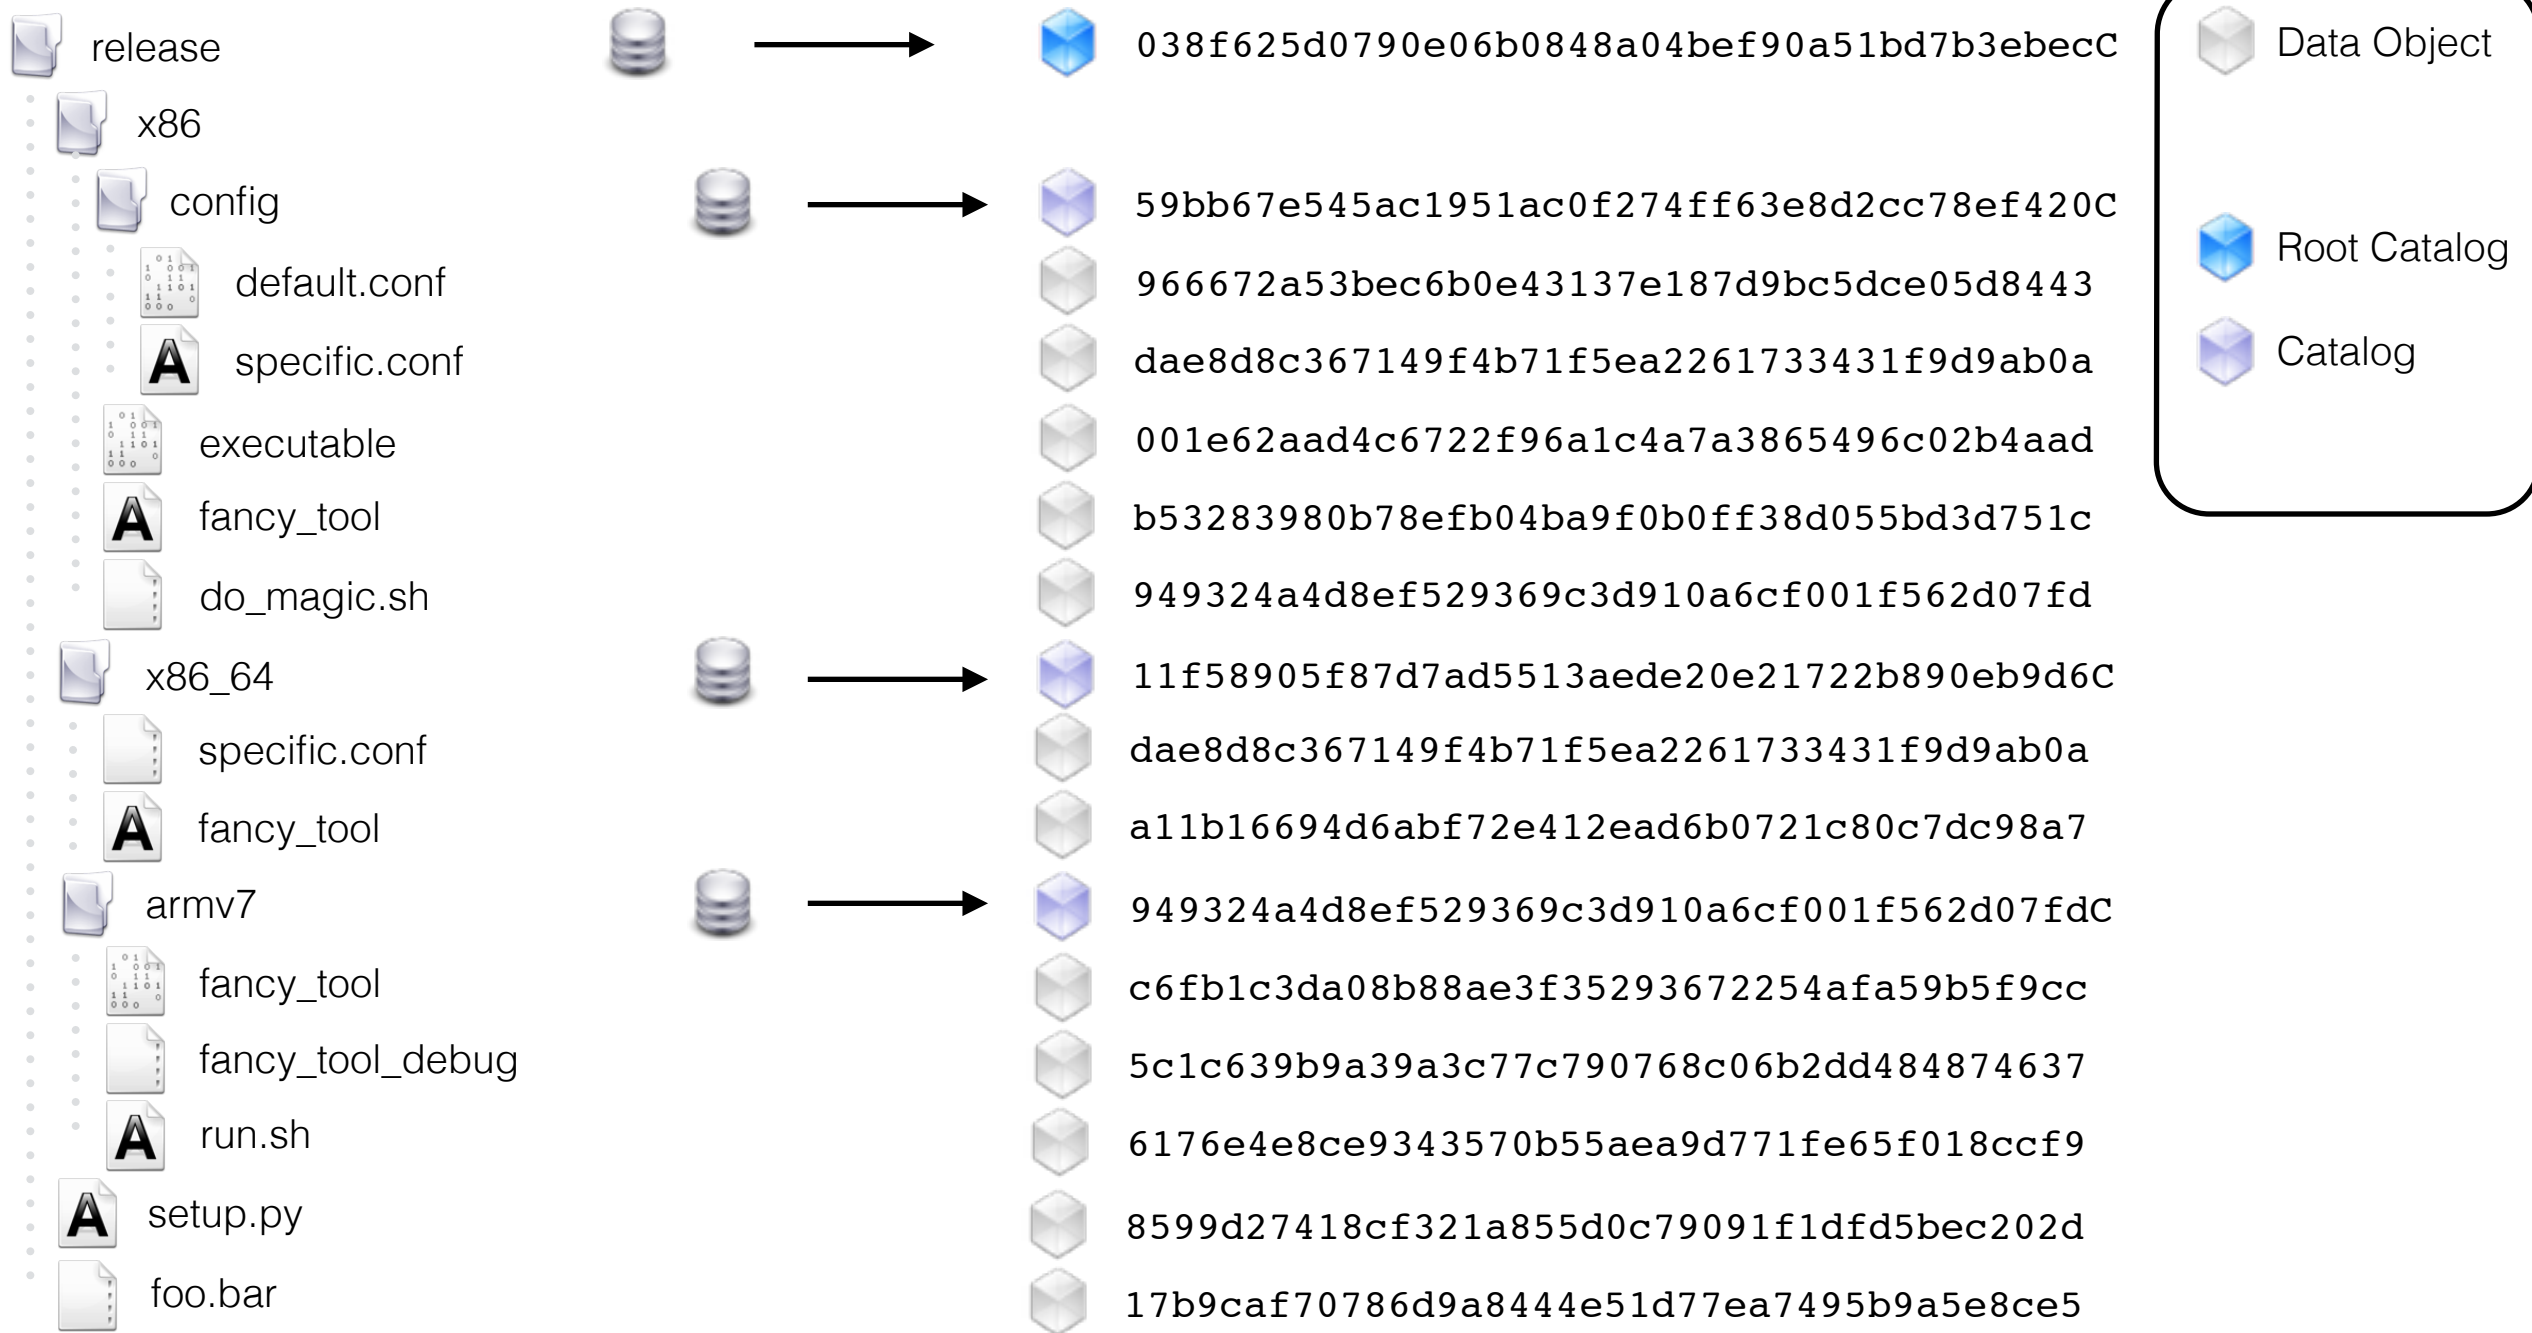 release 038f625d0790e06b0848a04bef90a51bd7b3ebecC
x86
config 59bb67e545ac1951ac0f274ff63e8d2cc78ef420C
default.conf 966672a53bec6b0e43137e187d9bc5dce05d8443
specific.conf dae8d8c367149f4b71f5ea2261733431f9d9ab0a
executable 001e62aad4c6722f96a1c4a7a3865496c02b4aad
fancy_tool b53283980b78efb04ba9f0b0ff38d055bd3d751c
do_magic.sh 949324a4d8ef529369c3d910a6cf001f562d07fd
x86_64 11f58905f87d7ad5513aede20e21722b890eb9d6C
specific.conf dae8d8c367149f4b71f5ea2261733431f9d9ab0a
fancy_tool a11b16694d6abf72e412ead6b0721c80c7dc98a7
armv7 949324a4d8ef529369c3d910a6cf001f562d07fdC
fancy_tool c6fb1c3da08b88ae3f35293672254afa59b5f9cc
fancy_tool_debug 5c1c639b9a39a3c77c790768c06b2dd484874637
run.sh 6176e4e8ce9343570b55aea9d771fe65f018ccf9
setup.py 8599d27418cf321a855d0c79091f1dfd5bec202d
foo.bar 17b9caf70786d9a8444e51d77ea7495b9a5e8ce5
Data Object
Root Catalog
Catalog